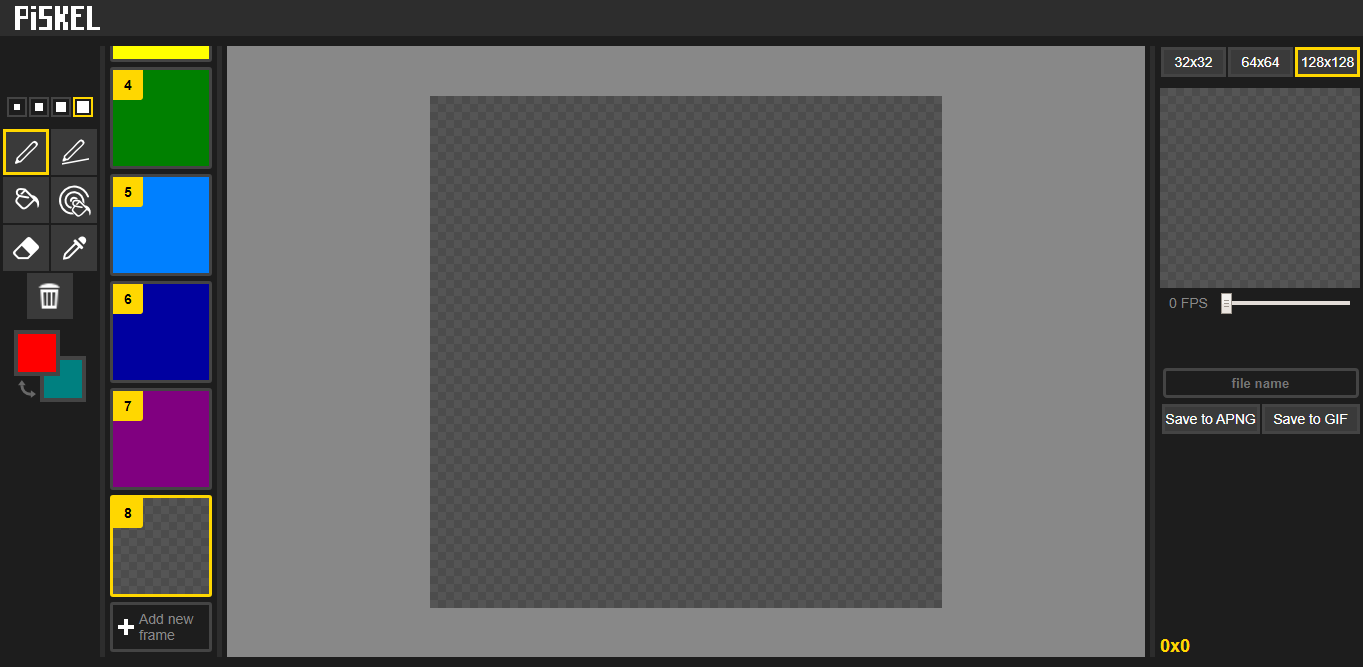 PiSKEL
4
5
6
7
8
Add new
frame
32x32 64x64 128x128
0 FPS
file name
Save to APNG Save to GIF
0x0